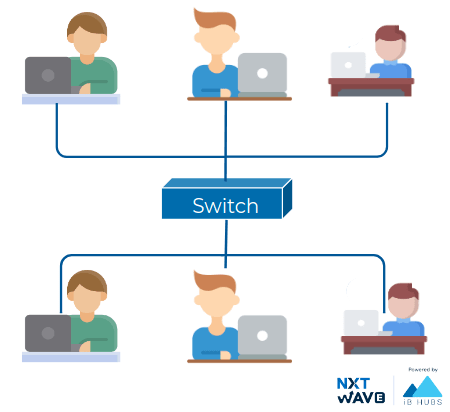 Switch
Powered by
NXT
WAVE
iB HUBS